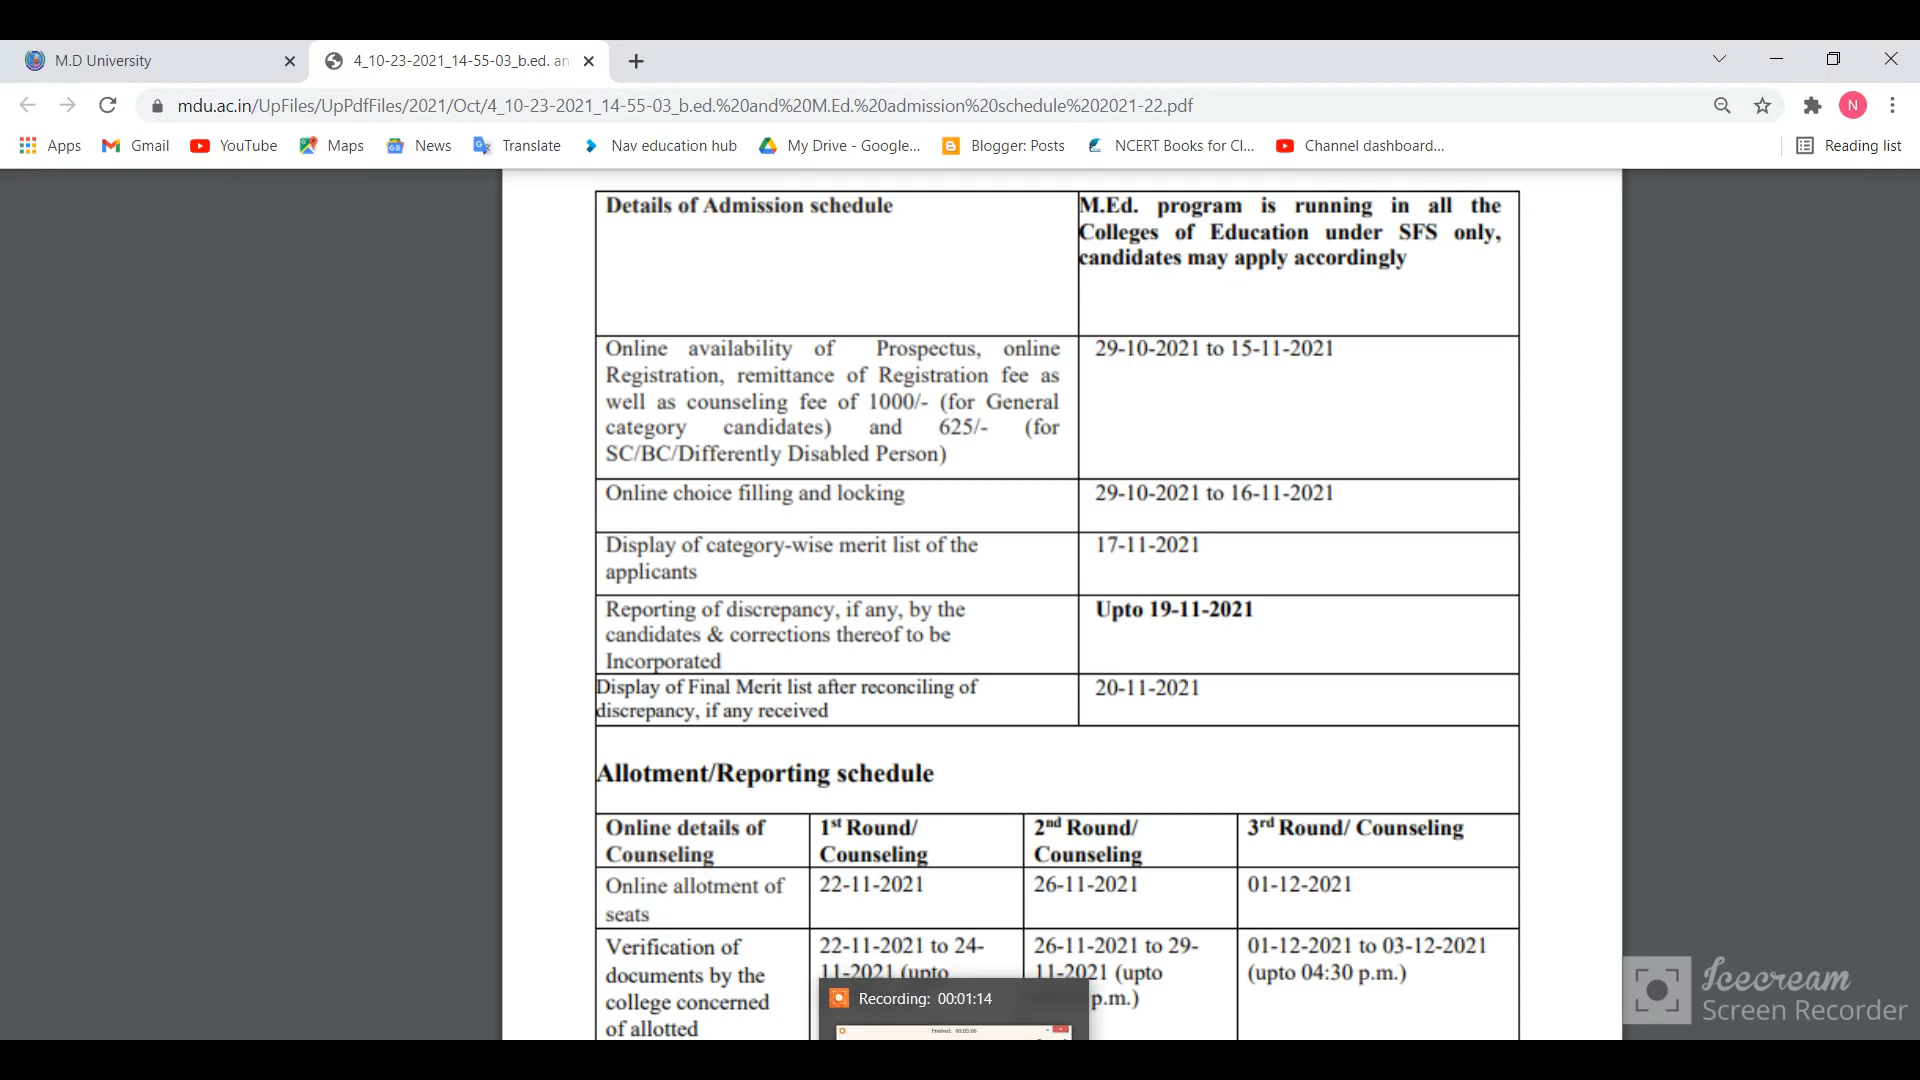 M.D University
4_10-23-2021_14-55-03_b.ed. an
mdu.ac.in/UpFiles/UpPdfFiles/2021/Oct/4_10-23-2021_14-55-03_b.ed.%20and%20M.Ed.%20admission%20schedule%202021-22.pdf
N
Apps Gmail YouTube Maps News Translate Nav education hub My Drive - Google... Blogger: Posts NCERT Books for Cl... Channel dashboard... Reading list
Details of Admission schedule
M.Ed. program is running in all the
Colleges of Education under SFS only,
candidates may apply accordingly
Online availability of Prospectus, online
Registration, remittance of Registration fee as
well as counseling fee of 1000/- (for General
category candidates) and 625/- (for
SC/BC/Differently Disabled Person)
29-10-2021 to 15-11-2021
Online choice filling and locking
29-10-2021 to 16-11-2021
Display of category-wise merit list of the
applicants
17-11-2021
Reporting of discrepancy, if any, by the
candidates & corrections thereof to be
Incorporated
Upto 19-11-2021
Display of Final Merit list after reconciling of
discrepancy, if any received
20-11-2021
Allotment/Reporting schedule
Online details of
Counseling
1st Round/
Counseling
2nd Round/
Counseling
3rd Round/ Counseling
Online allotment of
seats
22-11-2021
26-11-2021
01-12-2021
Verification of
documents by the
college concerned
of allotted
22-11-2021 to 24-
11-2021 (upto
26-11-2021 to 29-
11-2021 (upto
p.m.)
01-12-2021 to 03-12-2021
(upto 04:30 p.m.)
Recording: 00:01:14
Finished: 00:05:06
Icecream
Screen Recorder